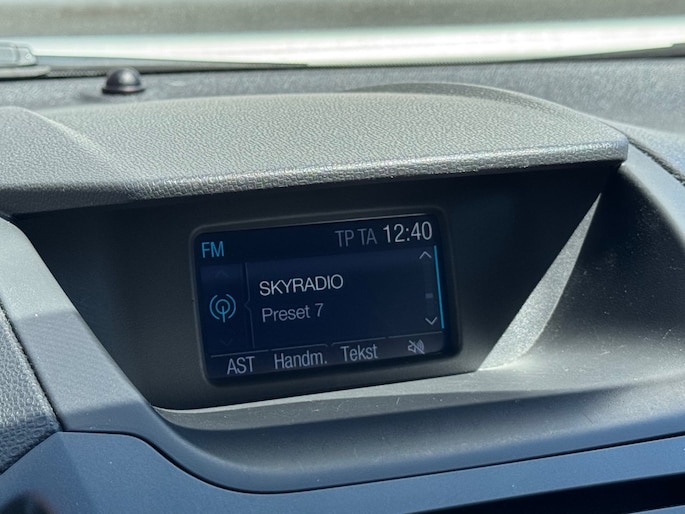 FM TP TA 12:40
SKYRADIO
Preset 7
AST Handm. Tekst